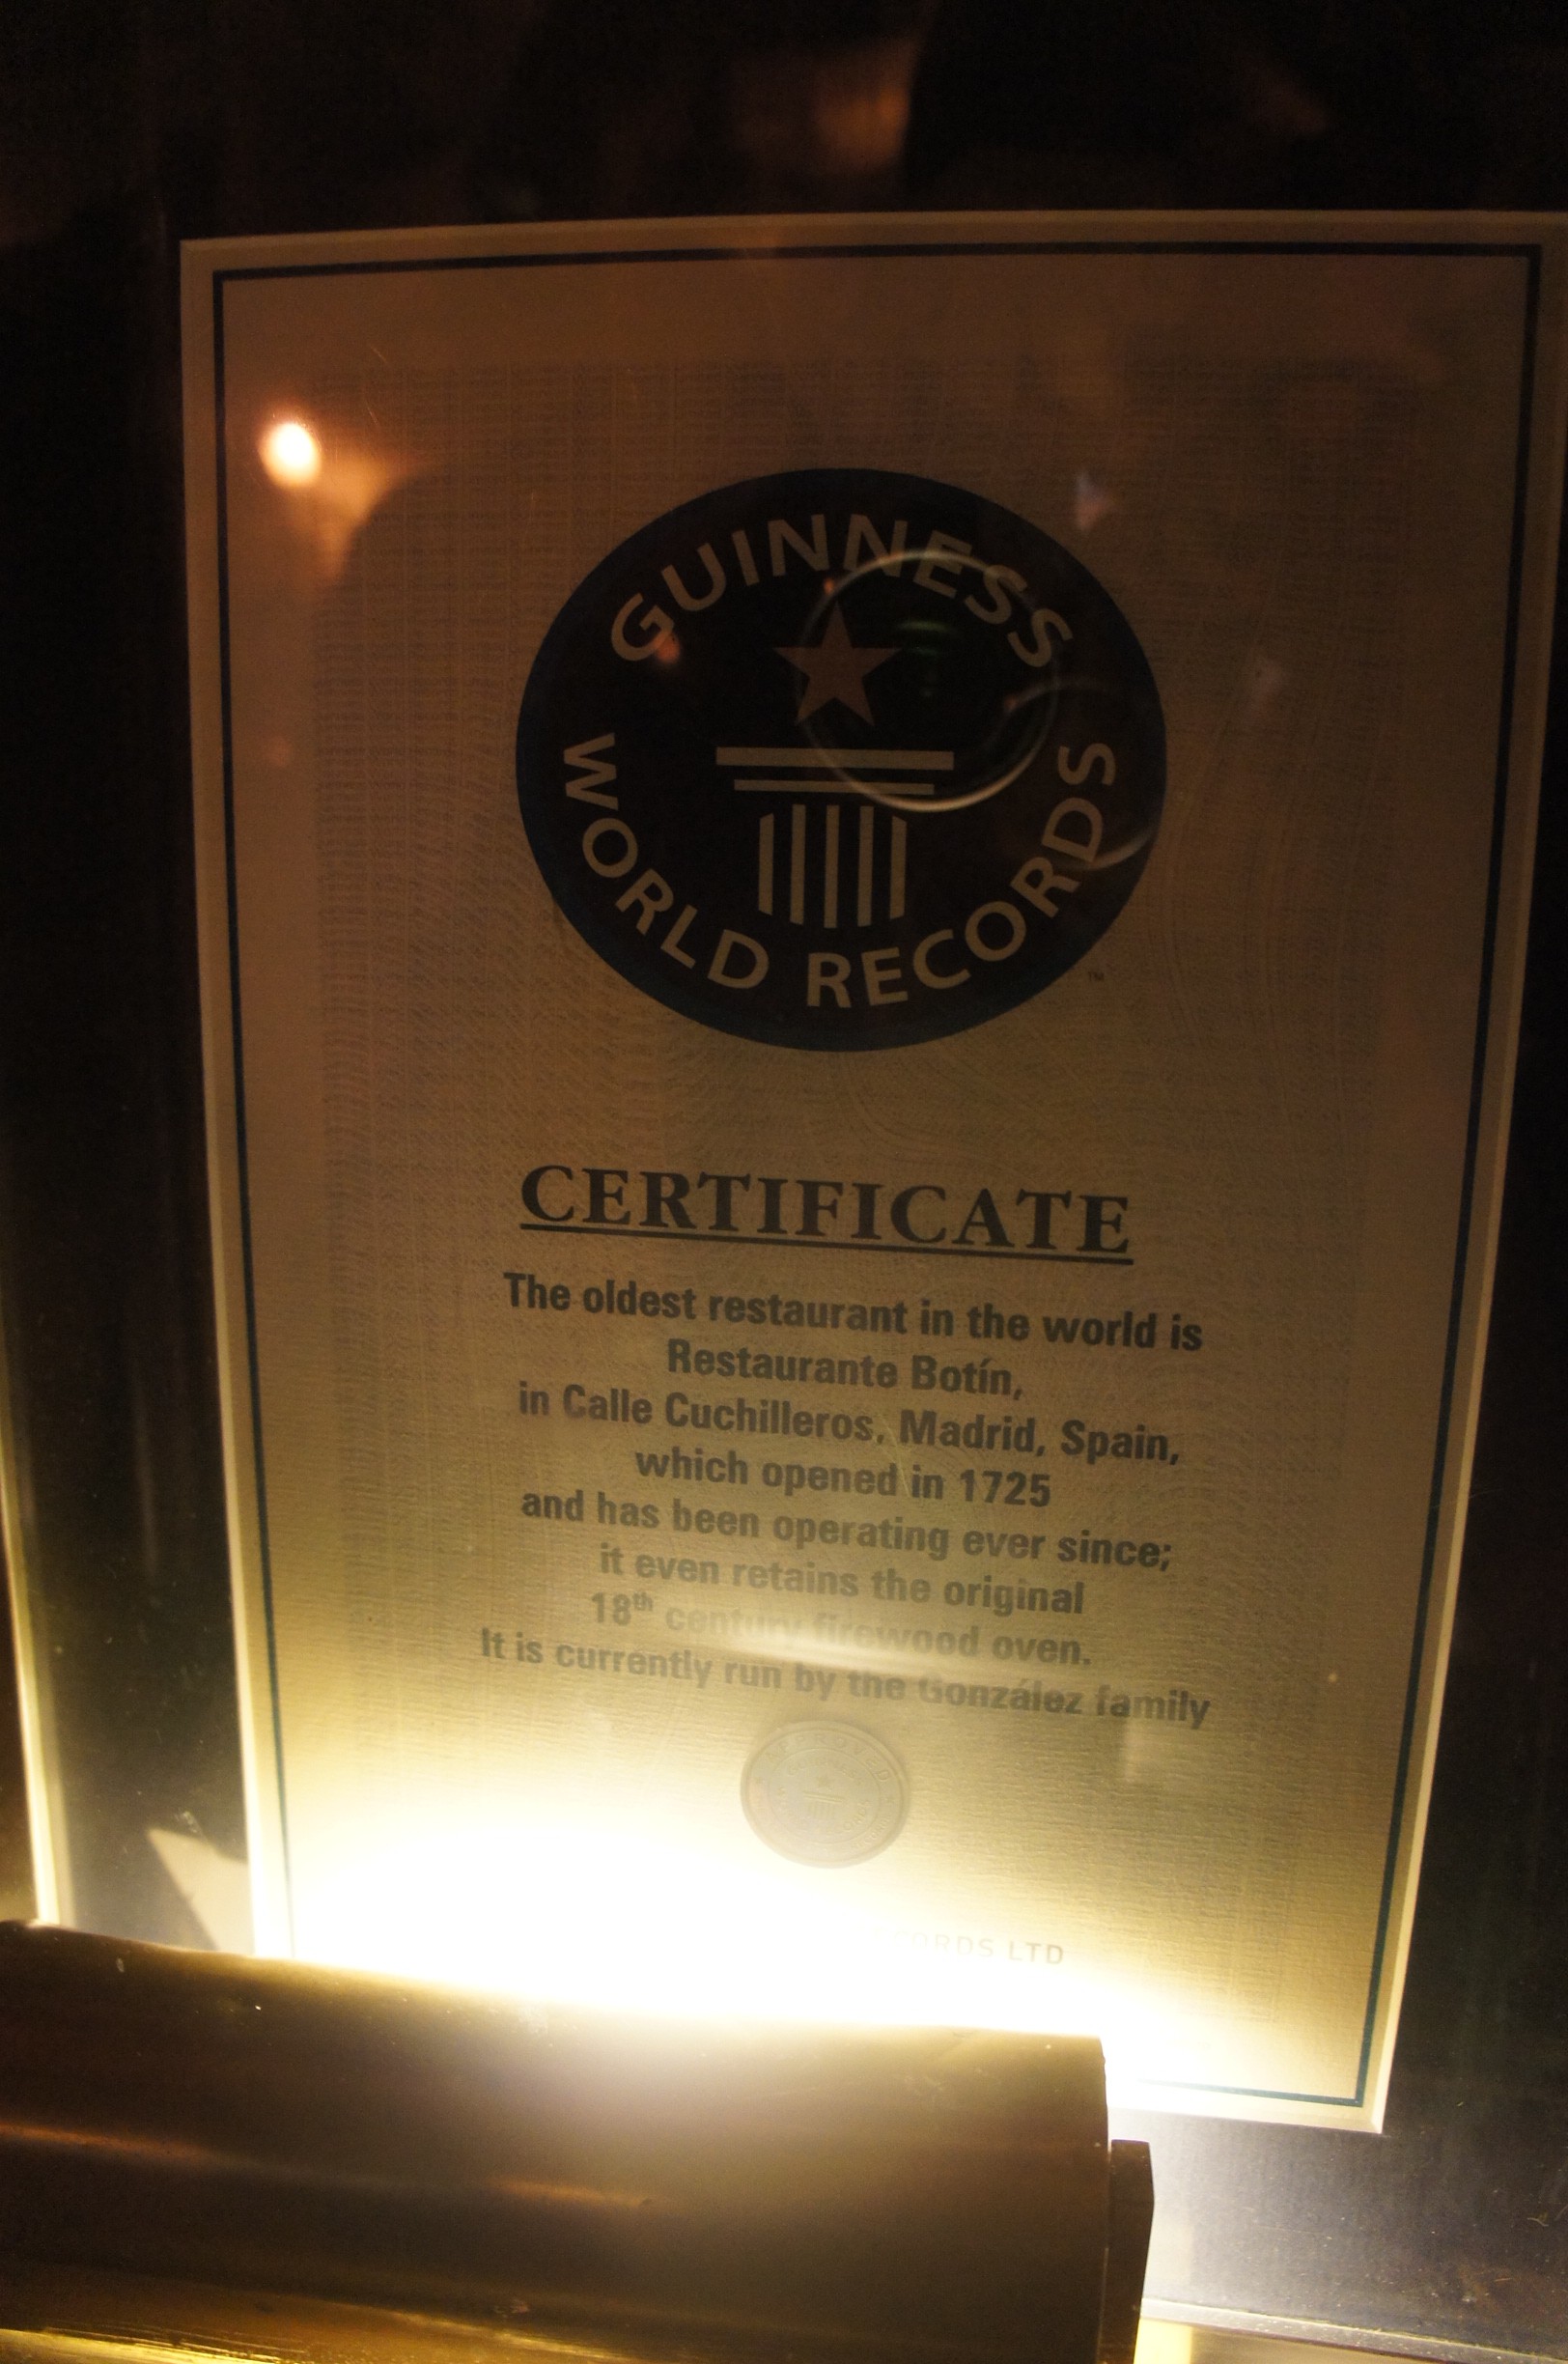 GUINNESS
WORLD RECORDS
™
CERTIFICATE
The oldest restaurant in the world is
Restaurante Botín,
in Calle Cuchilleros, Madrid, Spain,
which opened in 1725
and has been operating ever since;
it even retains the original
18th century firewood oven.
It is currently run by the González family
LTD